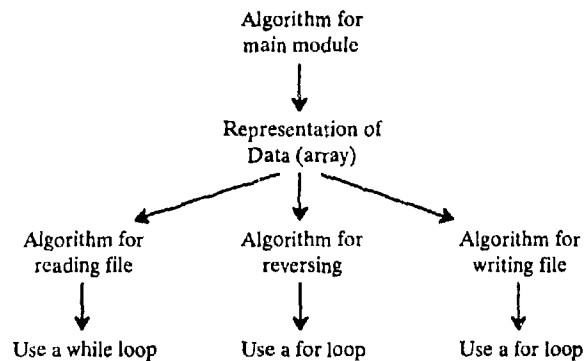 Algorithm for
main module
Representation of
Data (array)
Algorithm for
reading file
Algorithm for
reversing
Algorithm for
writing file
Use a while loop
Use a for loop
Use a for loop